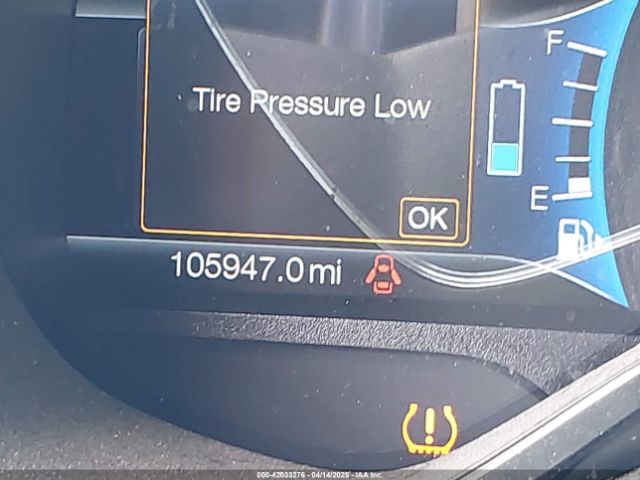 F
Tire Pressure Low
E
OK
105947.0 mi
000-42033276 - 04/14/2025 - IAA Inc.